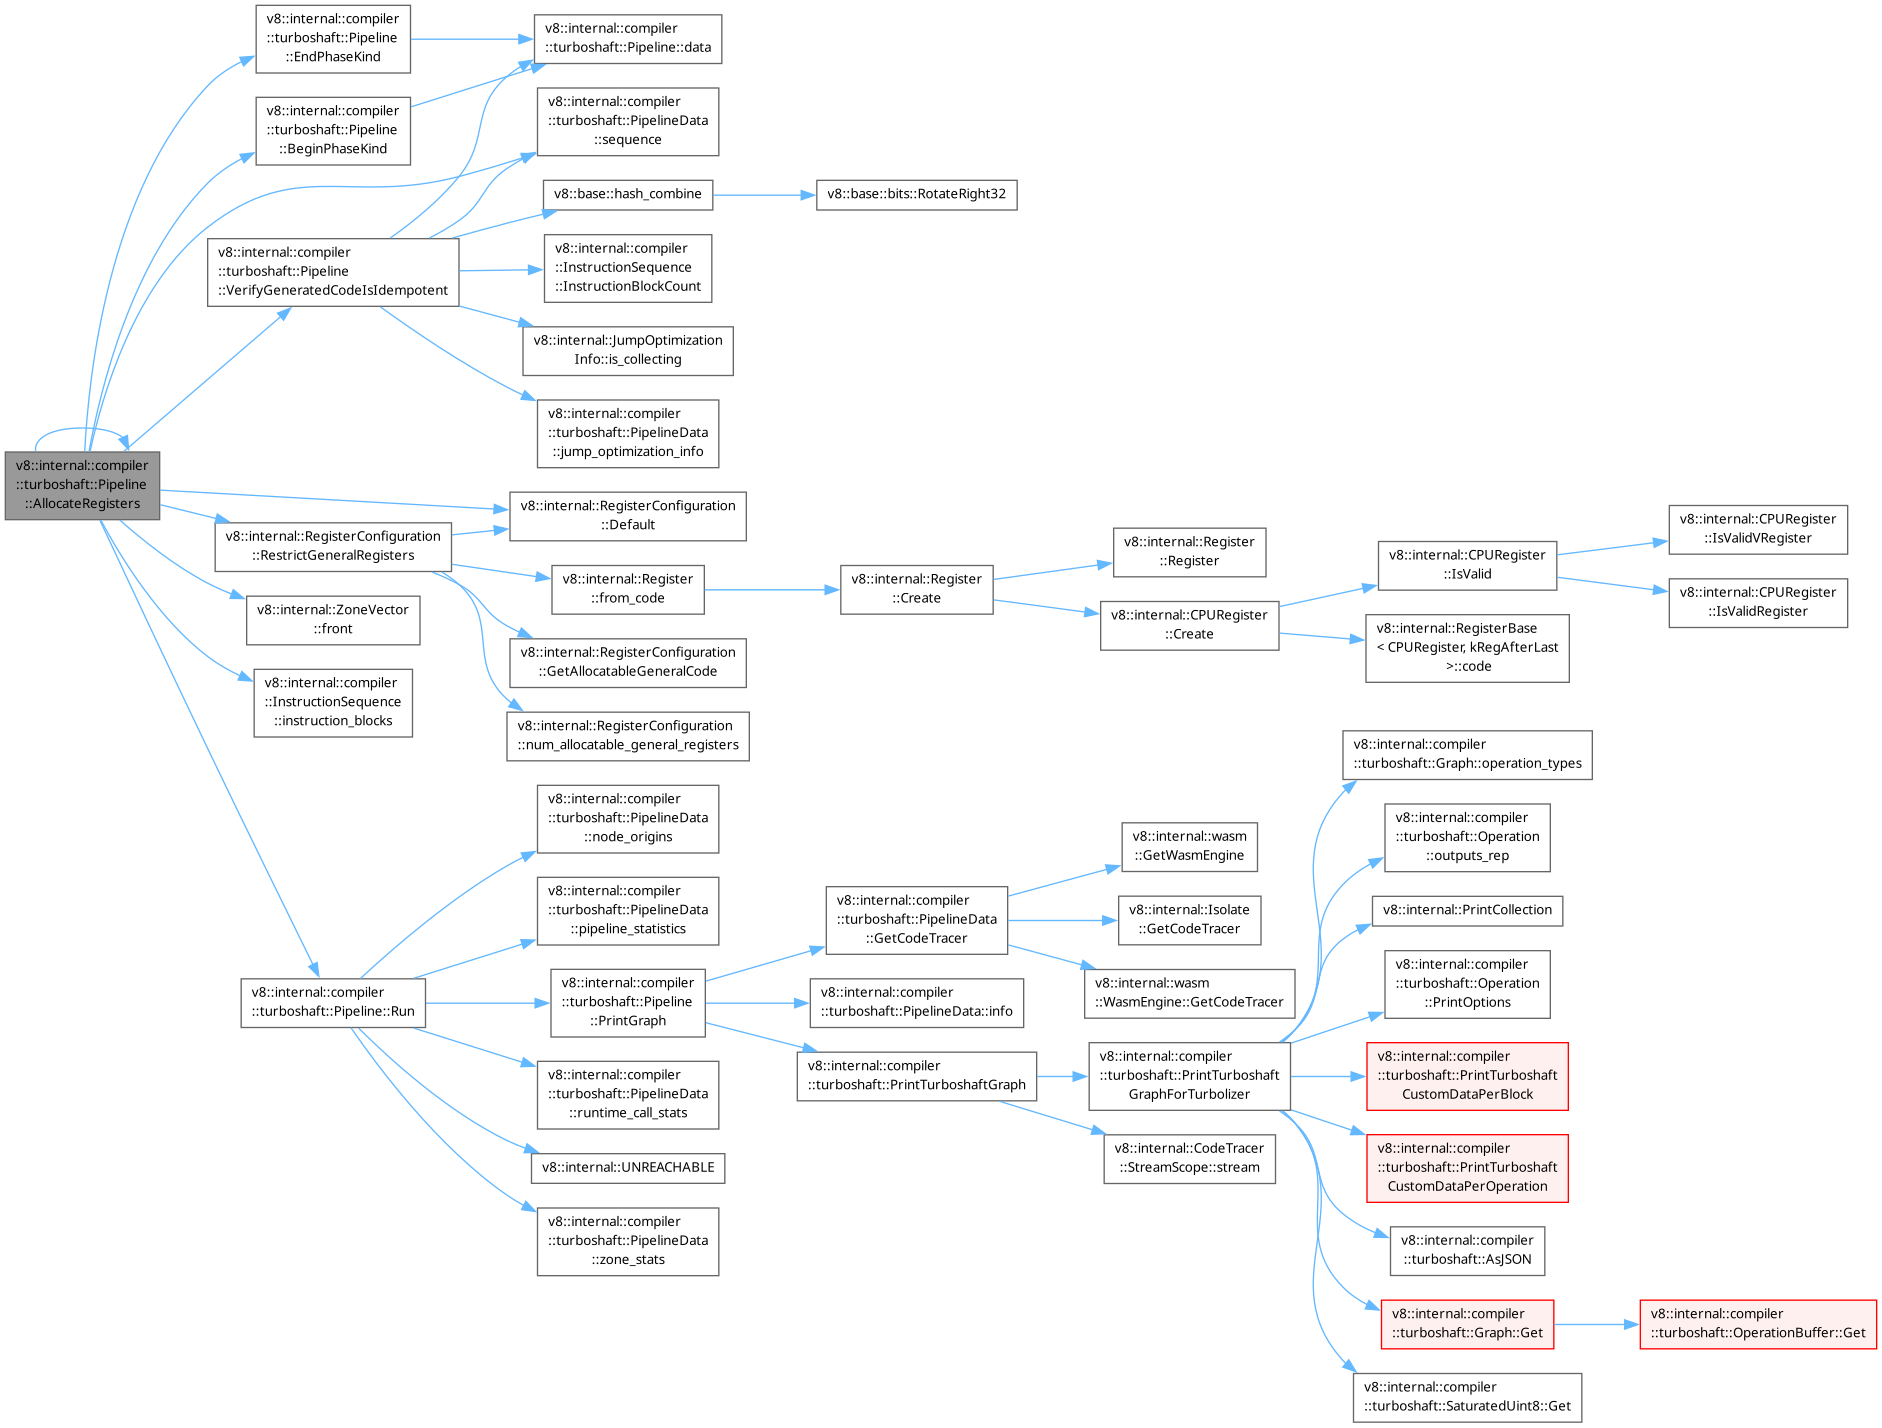 v8::internal::compiler
::turboshaft::Pipeline
::AllocateRegisters
v8::internal::compiler
::turboshaft::Pipeline
::EndPhaseKind
v8::internal::compiler
::turboshaft::Pipeline
::BeginPhaseKind
v8::internal::compiler
::turboshaft::Pipeline
::VerifyGeneratedCodeIsIdempotent
v8::internal::RegisterConfiguration
::RestrictGeneralRegisters
v8::internal::ZoneVector
::front
v8::internal::compiler
::InstructionSequence
::instruction_blocks
v8::internal::compiler
::turboshaft::Pipeline::Run
v8::internal::compiler
::turboshaft::Pipeline::data
v8::internal::compiler
::turboshaft::PipelineData
::sequence
v8::base::hash_combine
v8::internal::compiler
::InstructionSequence
::InstructionBlockCount
v8::internal::JumpOptimization
Info::is_collecting
v8::internal::compiler
::turboshaft::PipelineData
::jump_optimization_info
v8::internal::RegisterConfiguration
::Default
v8::internal::Register
::from_code
v8::internal::RegisterConfiguration
::GetAllocatableGeneralCode
v8::internal::RegisterConfiguration
::num_allocatable_general_registers
v8::internal::compiler
::turboshaft::PipelineData
::node_origins
v8::internal::compiler
::turboshaft::PipelineData
::pipeline_statistics
v8::internal::compiler
::turboshaft::Pipeline
::PrintGraph
v8::internal::compiler
::turboshaft::PipelineData
::runtime_call_stats
v8::internal::UNREACHABLE
v8::internal::compiler
::turboshaft::PipelineData
::zone_stats
v8::base::bits::RotateRight32
v8::internal::Register
::Create
v8::internal::compiler
::turboshaft::PipelineData
::GetCodeTracer
v8::internal::compiler
::turboshaft::PipelineData::info
v8::internal::compiler
::turboshaft::PrintTurboshaftGraph
v8::internal::Register
::Register
v8::internal::CPURegister
::Create
v8::internal::wasm
::GetWasmEngine
v8::internal::Isolate
::GetCodeTracer
v8::internal::wasm
::WasmEngine::GetCodeTracer
v8::internal::compiler
::turboshaft::PrintTurboshaft
GraphForTurbolizer
v8::internal::CodeTracer
::StreamScope::stream
v8::internal::CPURegister
::IsValid
v8::internal::RegisterBase
< CPURegister, kRegAfterLast
>::code
v8::internal::compiler
::turboshaft::Graph::operation_types
v8::internal::compiler
::turboshaft::Operation
::outputs_rep
v8::internal::PrintCollection
v8::internal::compiler
::turboshaft::Operation
::PrintOptions
v8::internal::compiler
::turboshaft::PrintTurboshaft
CustomDataPerBlock
v8::internal::compiler
::turboshaft::PrintTurboshaft
CustomDataPerOperation
v8::internal::compiler
::turboshaft::AsJSON
v8::internal::compiler
::turboshaft::Graph::Get
v8::internal::compiler
::turboshaft::SaturatedUint8::Get
v8::internal::CPURegister
::IsValidVRegister
v8::internal::CPURegister
::IsValidRegister
v8::internal::compiler
::turboshaft::OperationBuffer::Get